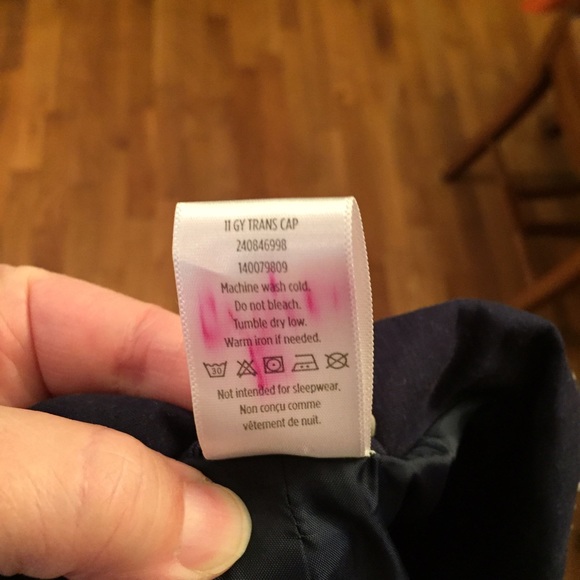 11 GY TRANS CAP
240846998
140079809
Machine wash cold.
Do not bleach.
Tumble dry low.
Warm iron if needed.
30
Not intended for sleepwear.
Non conçu comme
vêtement de nuit.